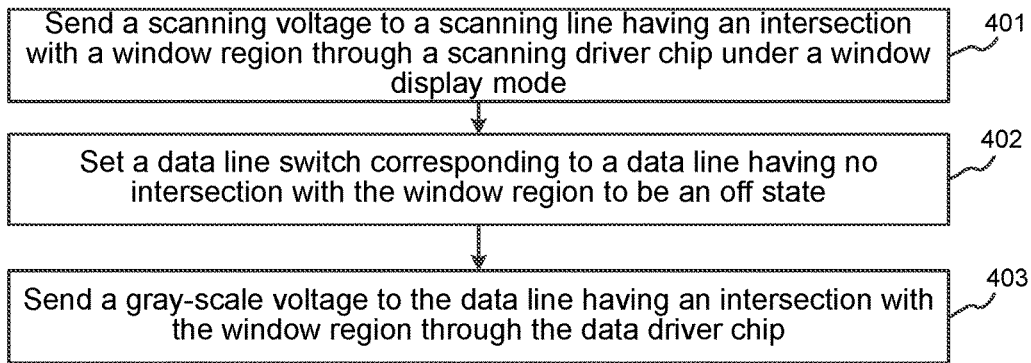 Send a scanning voltage to a scanning line having an intersection
with a window region through a scanning driver chip under a window
display mode
401
Set a data line switch corresponding to a data line having no
intersection with the window region to be an off state
402
Send a gray-scale voltage to the data line having an intersection with
the window region through the data driver chip
403